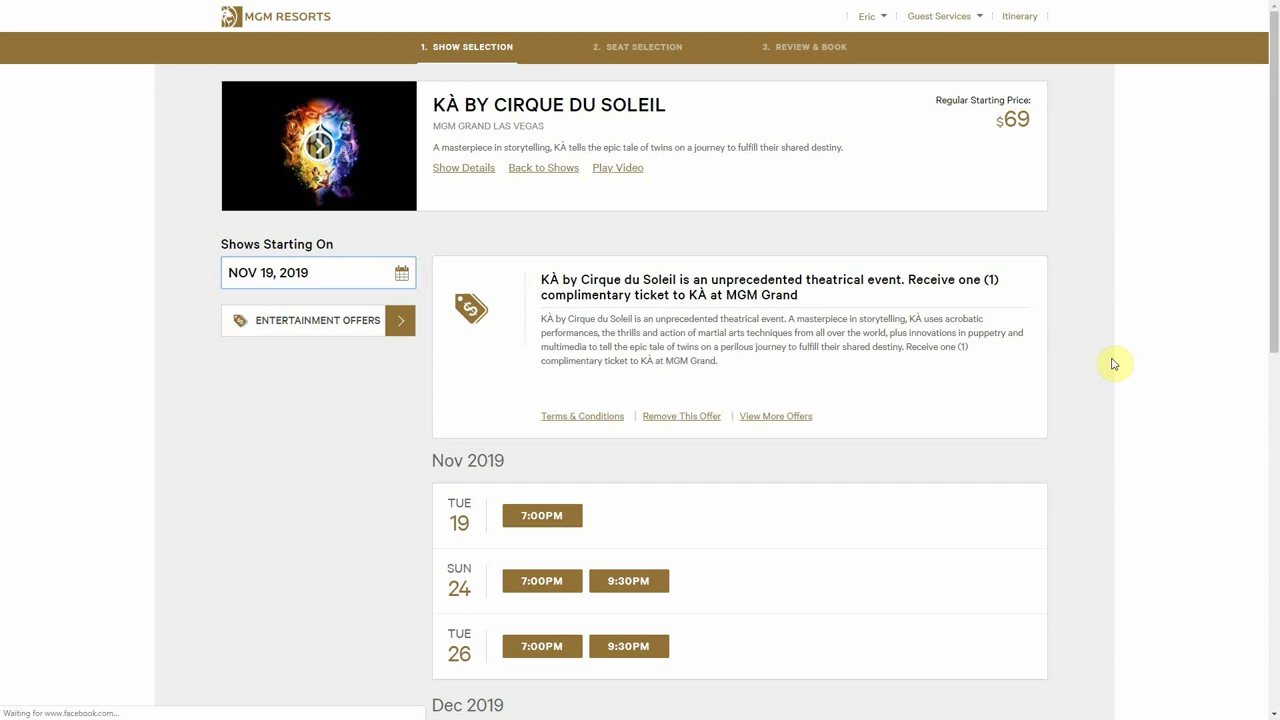 MGM RESORTS
Eric
Guest Services
Itinerary
1. SHOW SELECTION
2. SEAT SELECTION
3. REVIEW & BOOK
KÀ BY CIRQUE DU SOLEIL
MGM GRAND LAS VEGAS
A masterpiece in storytelling, KÀ tells the epic tale of twins on a journey to fulfill their shared destiny.
Show Details
Back to Shows
Play Video
Regular Starting Price:
$69
Shows Starting On
NOV 19, 2019
ENTERTAINMENT OFFERS
KÀ by Cirque du Soleil is an unprecedented theatrical event. Receive one (1)
complimentary ticket to KÀ at MGM Grand
KÀ by Cirque du Soleil is an unprecedented theatrical event. A masterpiece in storytelling, KÀ uses acrobatic
performances, the thrills and action of martial arts techniques from all over the world, plus innovations in puppetry and
multimedia to tell the epic tale of twins on a perilous journey to fulfill their shared destiny. Receive one (1)
complimentary ticket to KÀ at MGM Grand.
Terms & Conditions | Remove This Offer | View More Offers
Nov 2019
TUE
19
7:00PM
SUN
24
7:00PM
9:30PM
TUE
26
7:00PM
9:30PM
Dec 2019
Waiting for www.facebook.com...